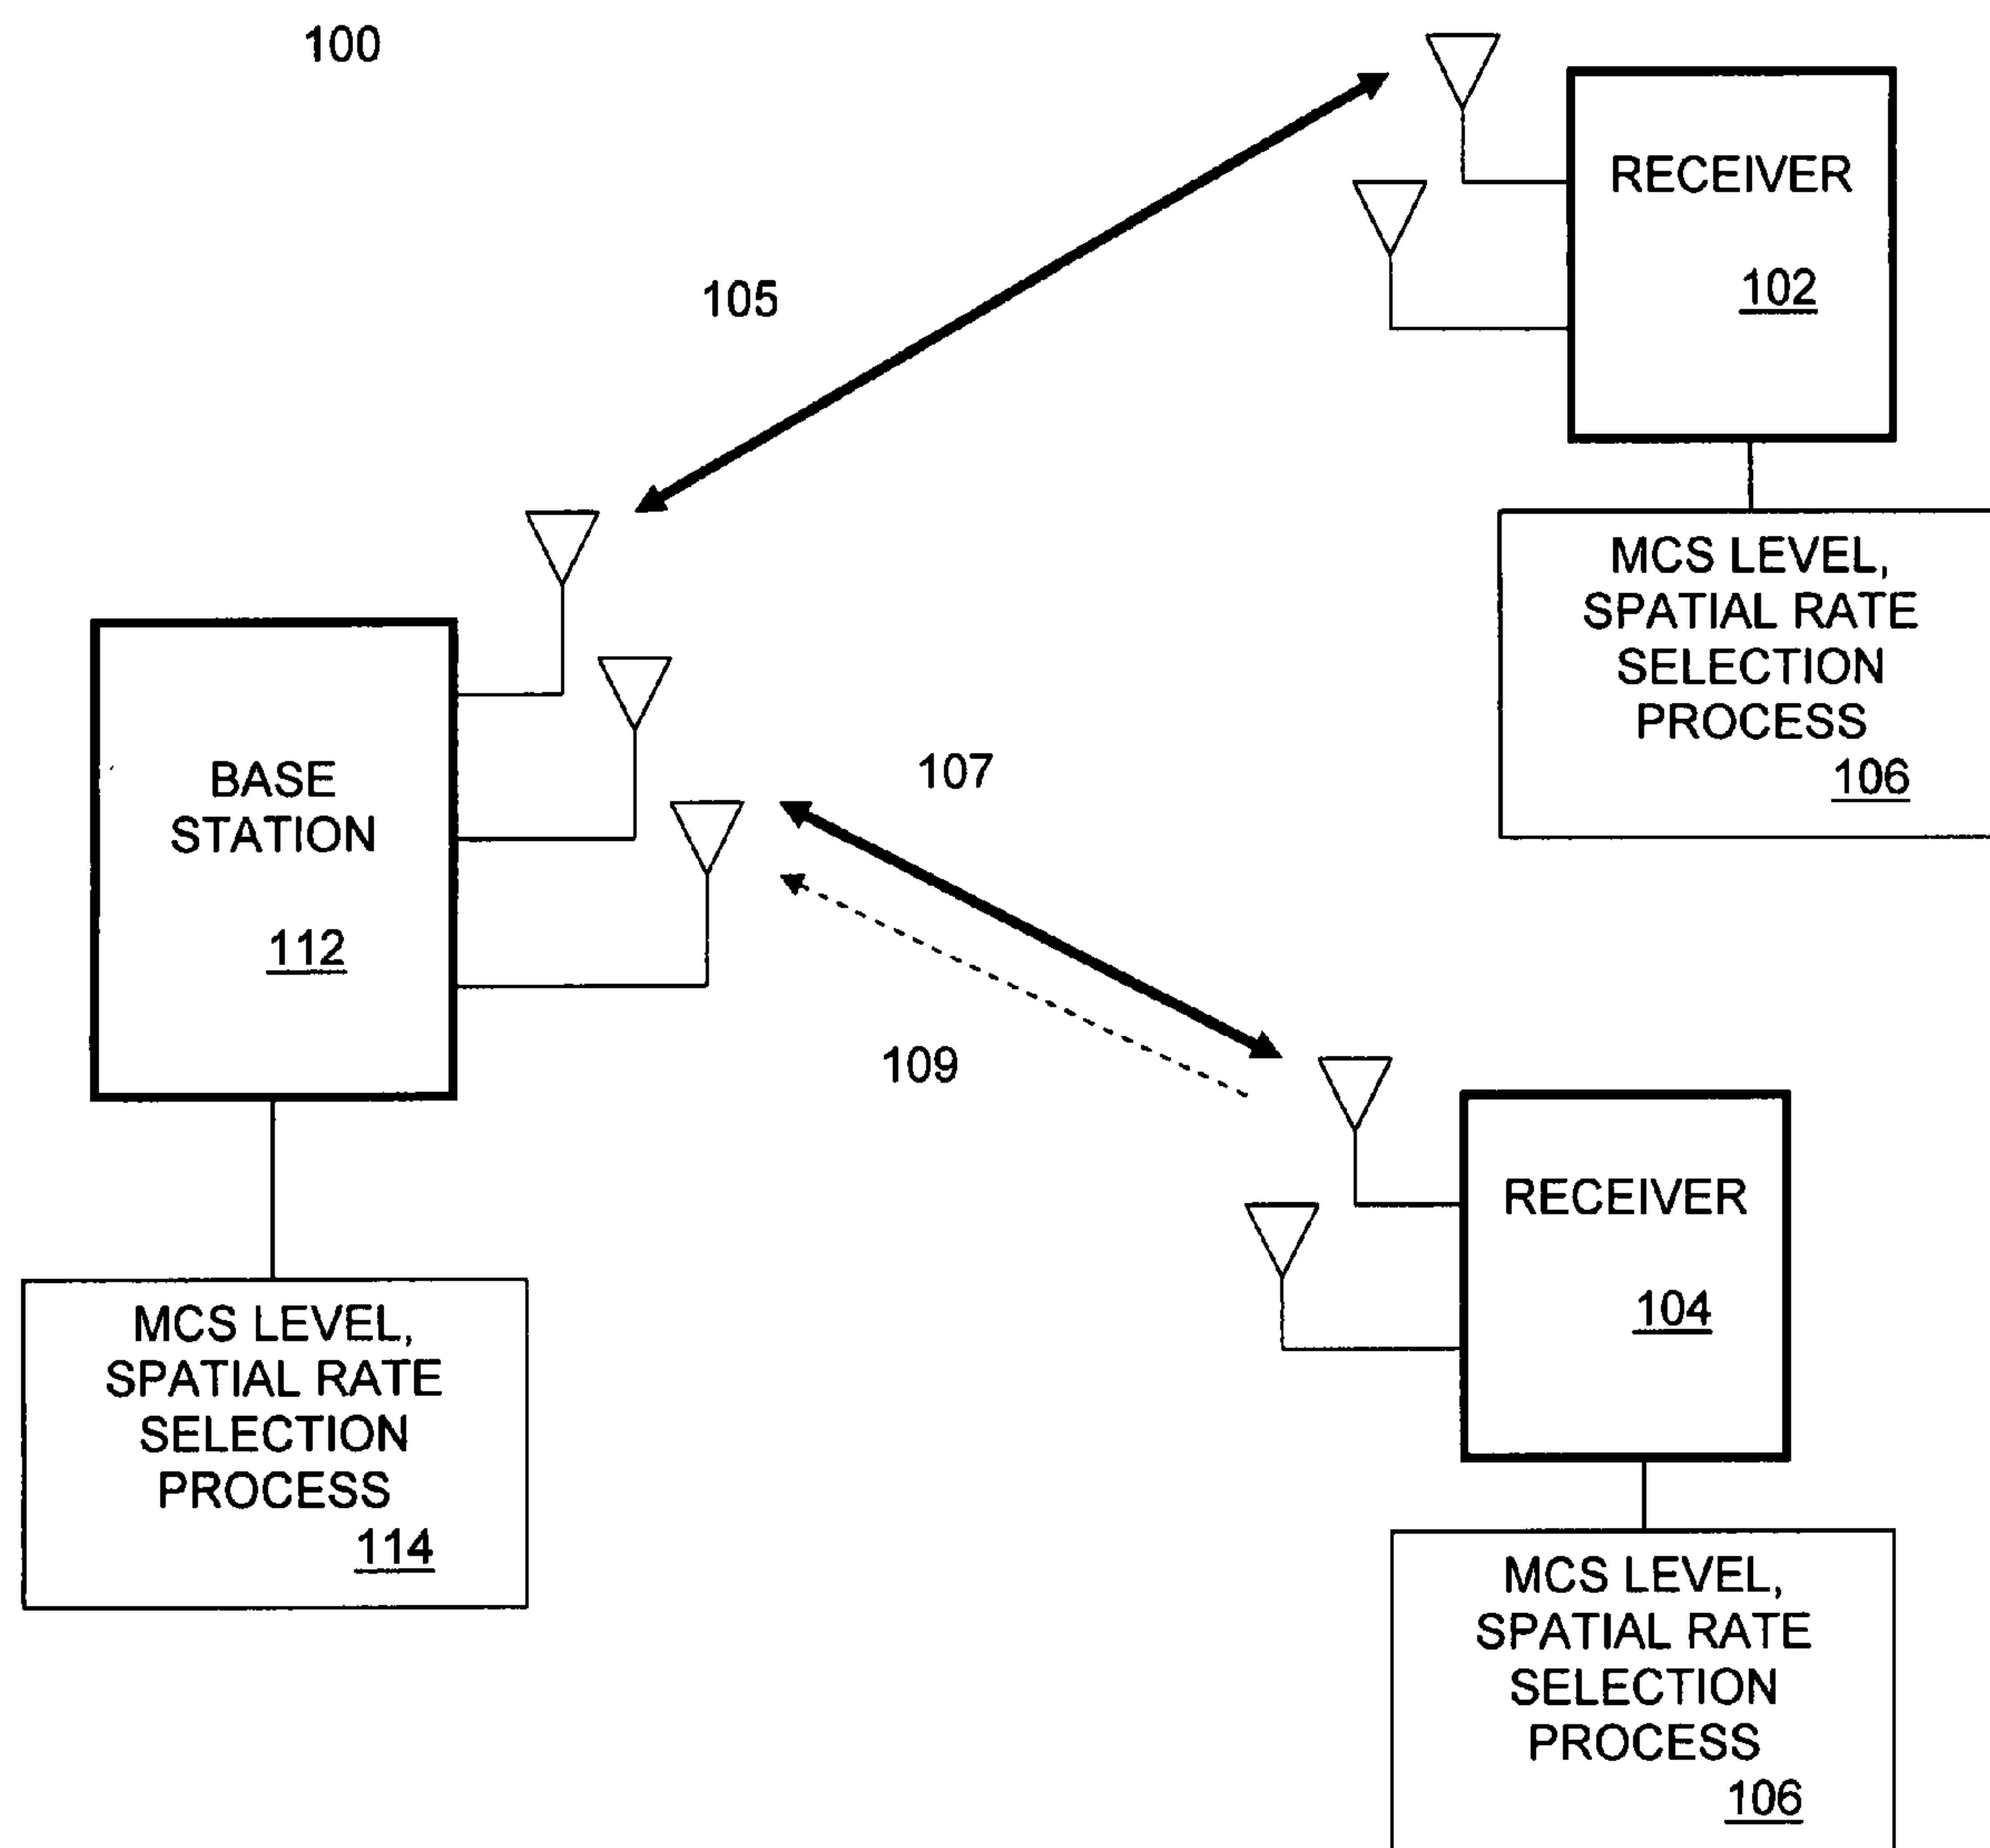 100
RECEIVER
102
105
MCS LEVEL,
SPATIAL RATE
SELECTION
PROCESS
106
BASE
STATION
112
107
109
RECEIVER
104
MCS LEVEL,
SPATIAL RATE
SELECTION
PROCESS
114
MCS LEVEL,
SPATIAL RATE
SELECTION
PROCESS
106